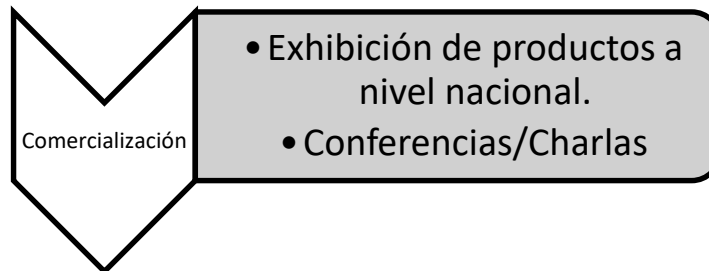 Comercialización
•Exhibición de productos a
nivel nacional.
•Conferencias/Charlas